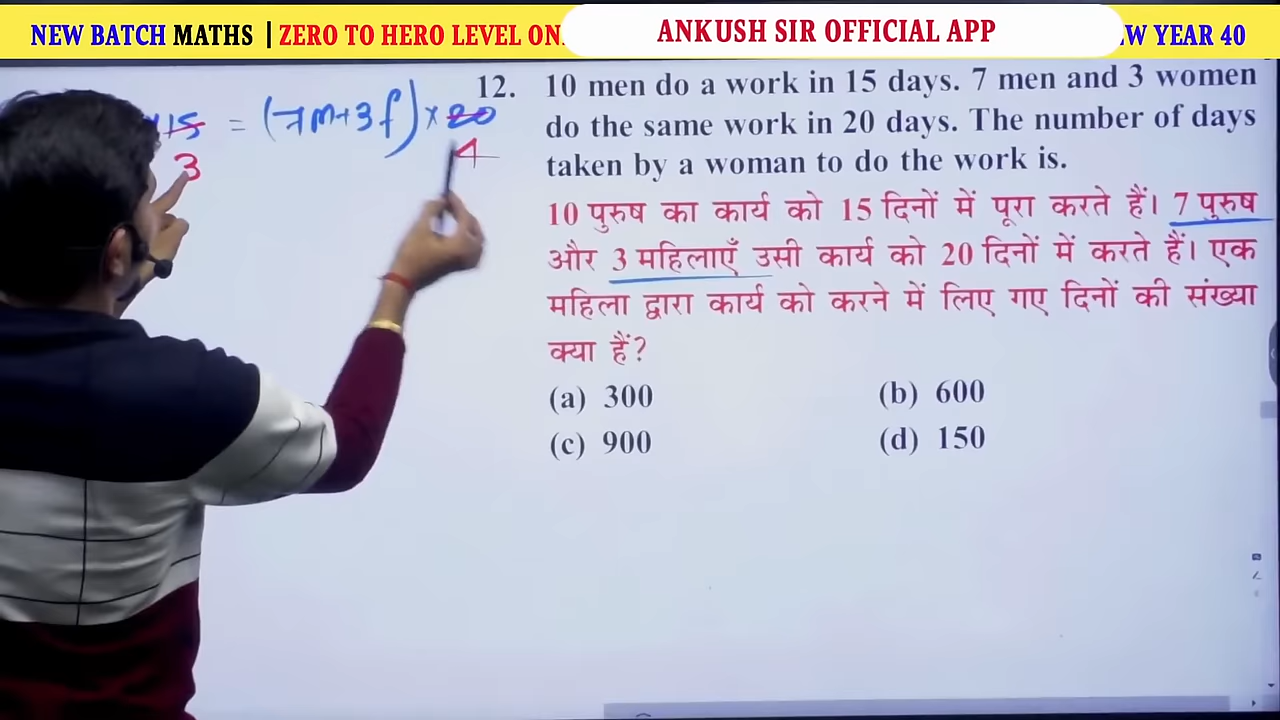 NEW BATCH MATHS | ZERO TO HERO LEVEL ON
ANKUSH SIR OFFICIAL APP
YEAR 40
15 = (7m+3f) × 20
3
4
12. 10 men do a work in 15 days. 7 men and 3 women
do the same work in 20 days. The number of days
taken by a woman to do the work is.
10 पुरुष का कार्य को 15 दिनों में पूरा करते हैं। 7 पुरुष
और 3 महिलाएँ उसी कार्य को 20 दिनों में करते हैं। एक
महिला द्वारा कार्य को करने में लिए गए दिनों की संख्या
क्या हैं?
(a) 300 (b) 600
(c) 900 (d) 150